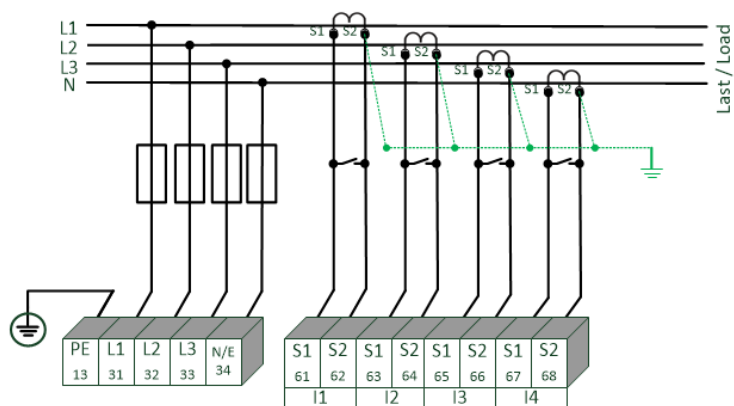 L1
L2
L3
N
S1 S2
S1 S2
S1 S2
S1 S2
Last / Load
PE L1 L2 L3 N/E
13 31 32 33 34
S1 S2 S1 S2 S1 S2 S1 S2
61 62 63 64 65 66 67 68
I1 I2 I3 I4